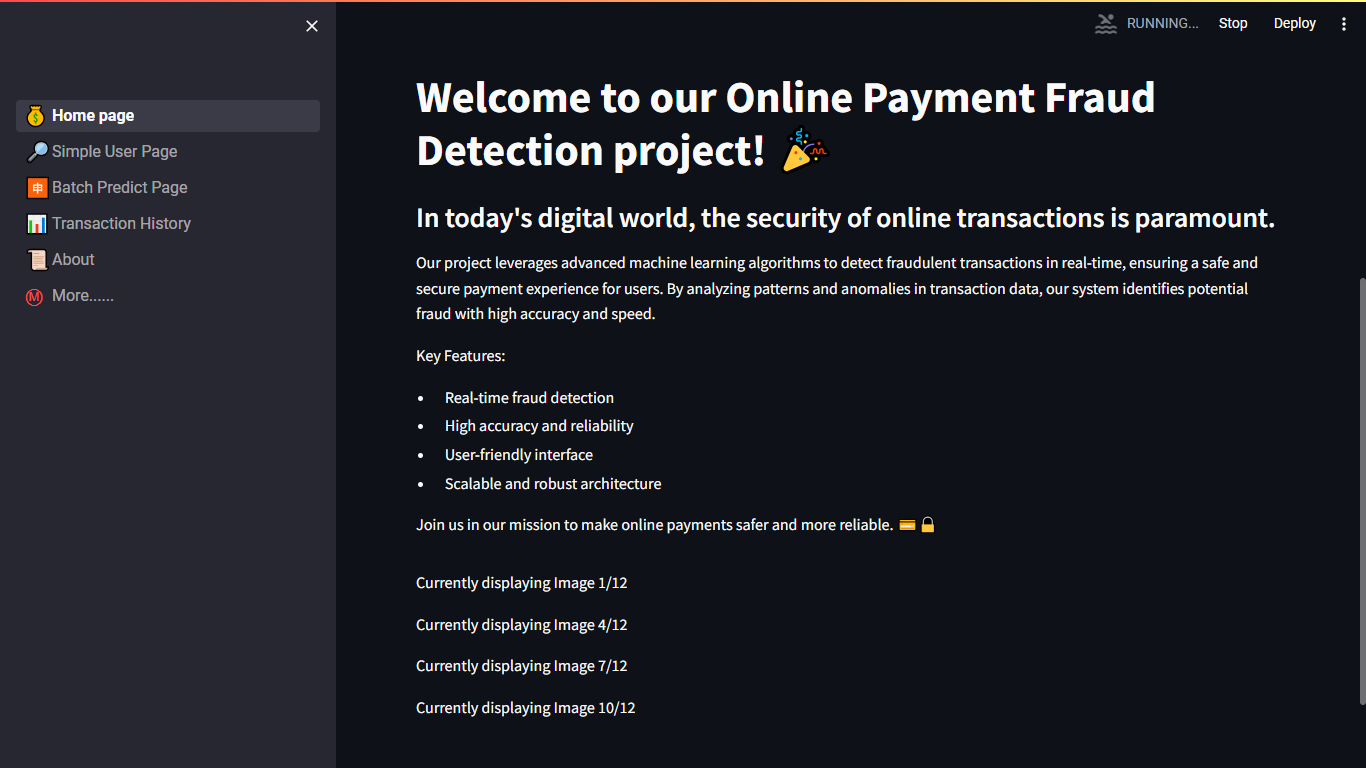 RUNNING...
Stop
Deploy
Home page
Simple User Page
Batch Predict Page
Transaction History
About
M More......
Welcome to our Online Payment Fraud
Detection project!
In today's digital world, the security of online transactions is paramount.
Our project leverages advanced machine learning algorithms to detect fraudulent transactions in real-time, ensuring a safe and
secure payment experience for users. By analyzing patterns and anomalies in transaction data, our system identifies potential
fraud with high accuracy and speed.
Key Features:
• Real-time fraud detection
• High accuracy and reliability
• User-friendly interface
• Scalable and robust architecture
Join us in our mission to make online payments safer and more reliable. 💳🔒
Currently displaying Image 1/12
Currently displaying Image 4/12
Currently displaying Image 7/12
Currently displaying Image 10/12